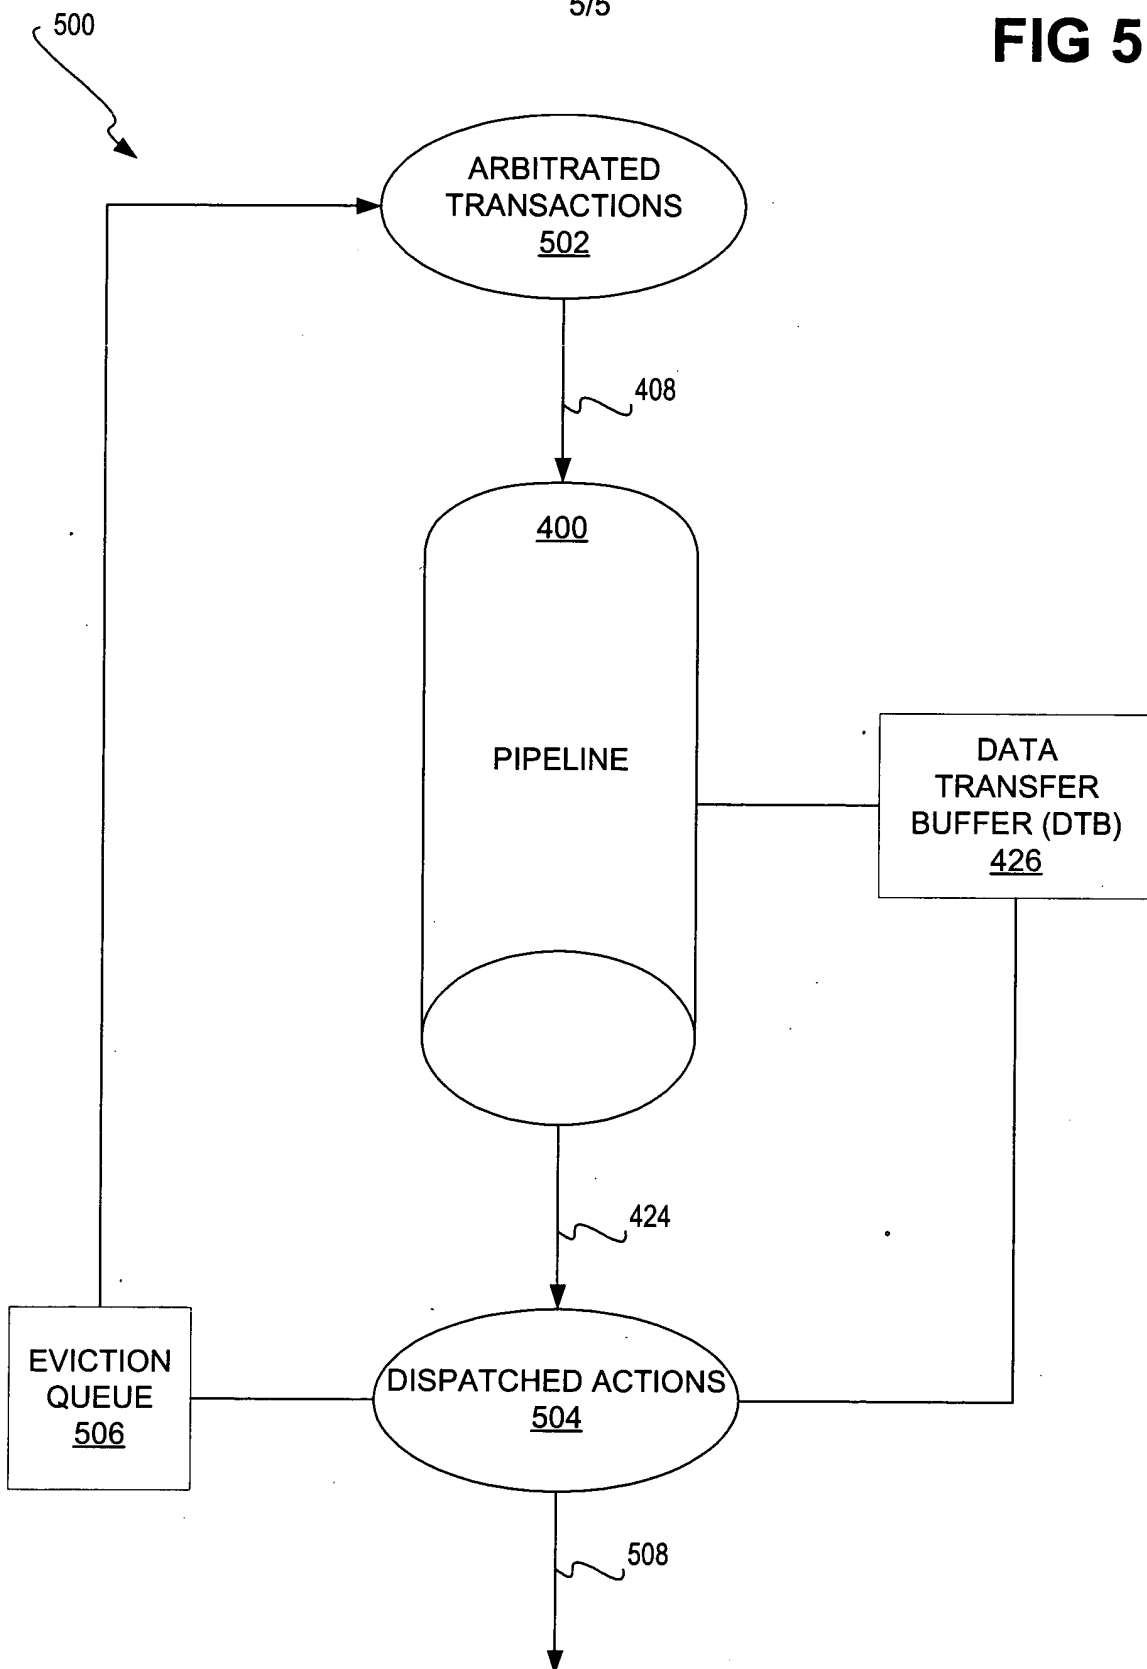 5/5
FIG 5
500
ARBITRATED
TRANSACTIONS
502
408
400
PIPELINE
DATA
TRANSFER
BUFFER (DTB)
426
424
EVICTION
QUEUE
506
DISPATCHED ACTIONS
504
508